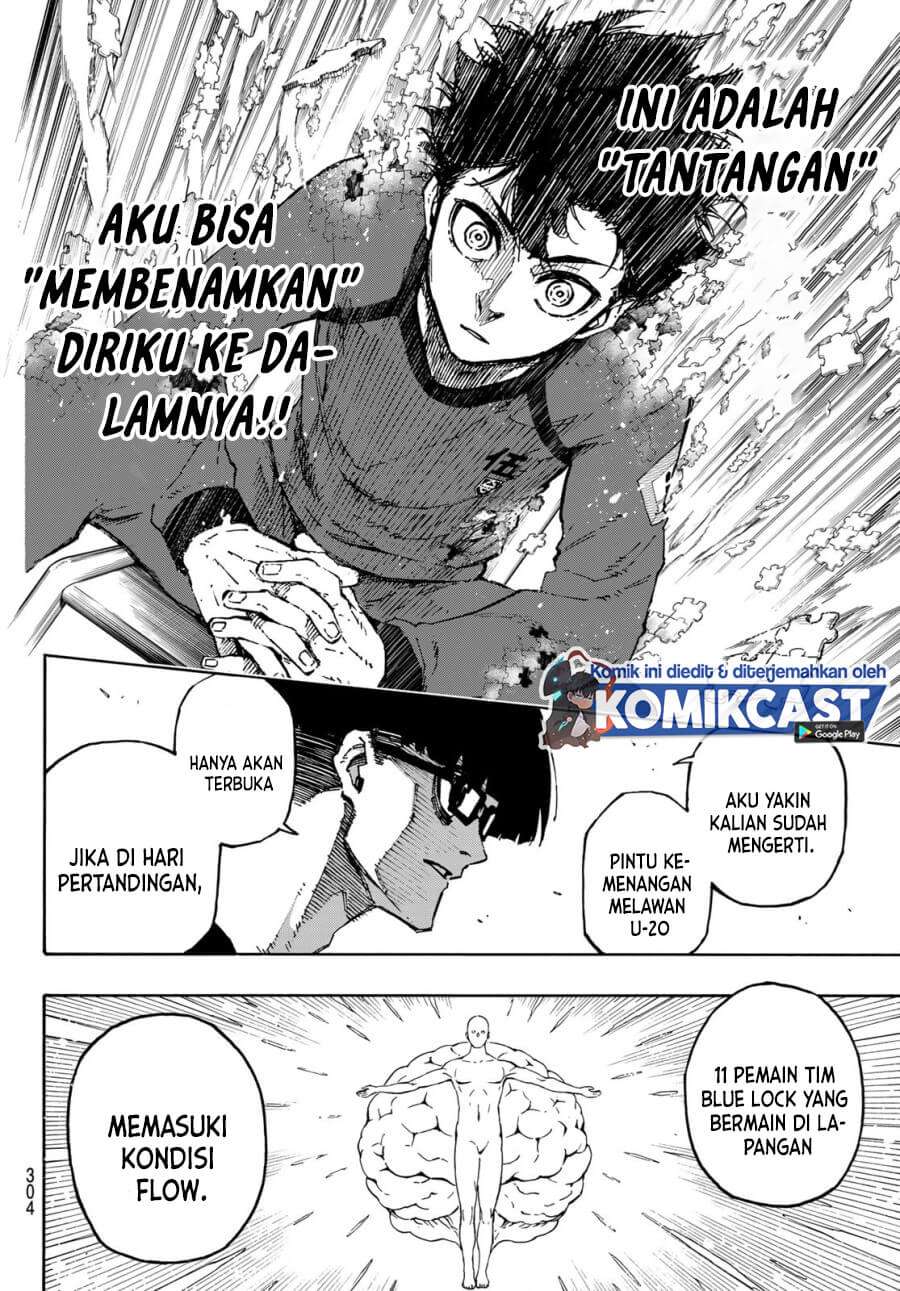 INI ADALAH
"TANTANGAN"
AKU BISA
"MEMBENAMKAN"
DIRIKU KE DA-
LAMNYA!!
伍
Komik ini diedit & diterjemahkan oleh
KOMIKCAST
GET IT ON
Google Play
AKU YAKIN
KALIAN SUDAH
MENGERTI.
PINTU KE-
MENANGAN
MELAWAN
U-20
HANYA AKAN
TERBUKA
JIKA DI HARI
PERTANDINGAN,
11 PEMAIN TIM
BLUE LOCK YANG
BERMAIN DI LA-
PANGAN
MEMASUKI
KONDISI
FLOW.
304